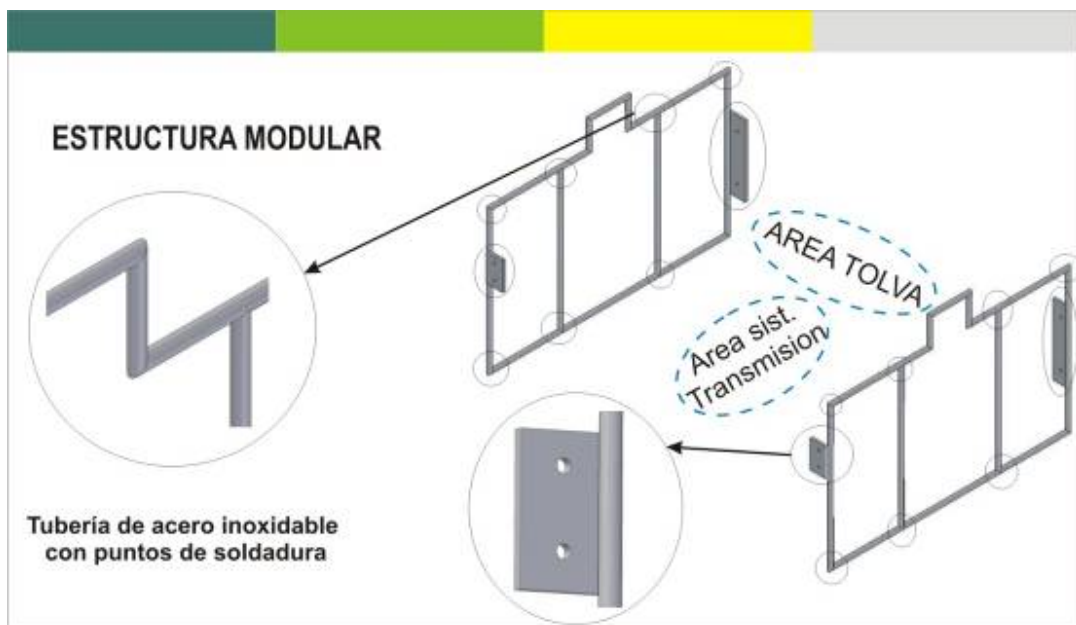 ESTRUCTURA MODULAR
AREA TOLVA
Area sist.
Transmision
Tubería de acero inoxidable
con puntos de soldadura